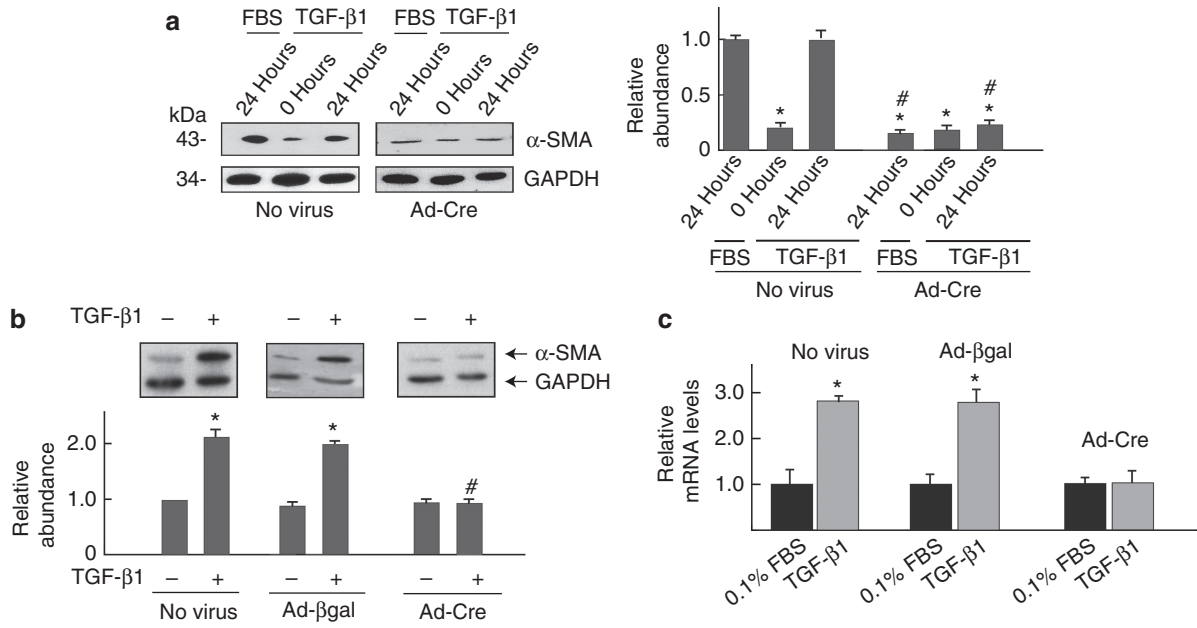 a
FBS TGF-β1 FBS TGF-β1
24 Hours 0 Hours 24 Hours 24 Hours 0 Hours 24 Hours
kDa
43- α-SMA
34- GAPDH
No virus Ad-Cre
Relative abundance
1.0
0.5
0
* # * * # *
24 Hours 0 Hours 24 Hours 24 Hours 0 Hours 24 Hours
FBS TGF-β1 FBS TGF-β1
No virus Ad-Cre
b
TGF-β1 – + – + – +
α-SMA
GAPDH
Relative abundance
2.0
1.0
0
* * #
TGF-β1 – + – + – +
No virus Ad-βgal Ad-Cre
c
No virus Ad-βgal Ad-Cre
Relative mRNA levels
3.0
2.0
1.0
* *
0.1% FBS TGF-β1 0.1% FBS TGF-β1 0.1% FBS TGF-β1